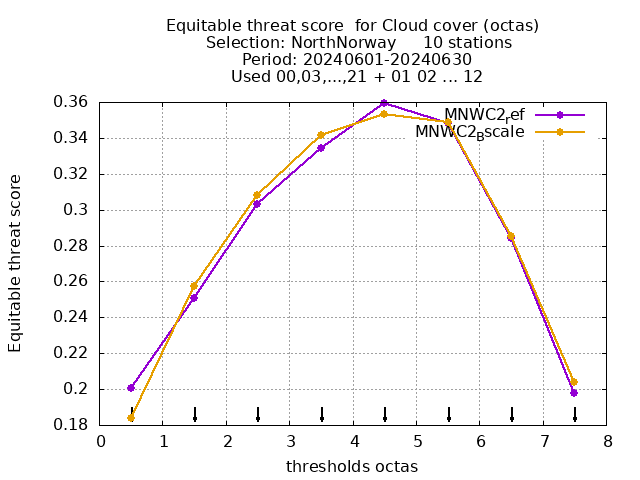 Equitable threat score  for Cloud cover (octas)
Selection: NorthNorway     10 stations
Period: 20240601-20240630
Used 00,03,...,21 + 01 02 ... 12
MNWC2ref
MNWC2Bscale
0.36
0.34
0.32
0.3
0.28
0.26
0.24
0.22
0.2
0.18
Equitable threat score
0 1 2 3 4 5 6 7 8
thresholds octas